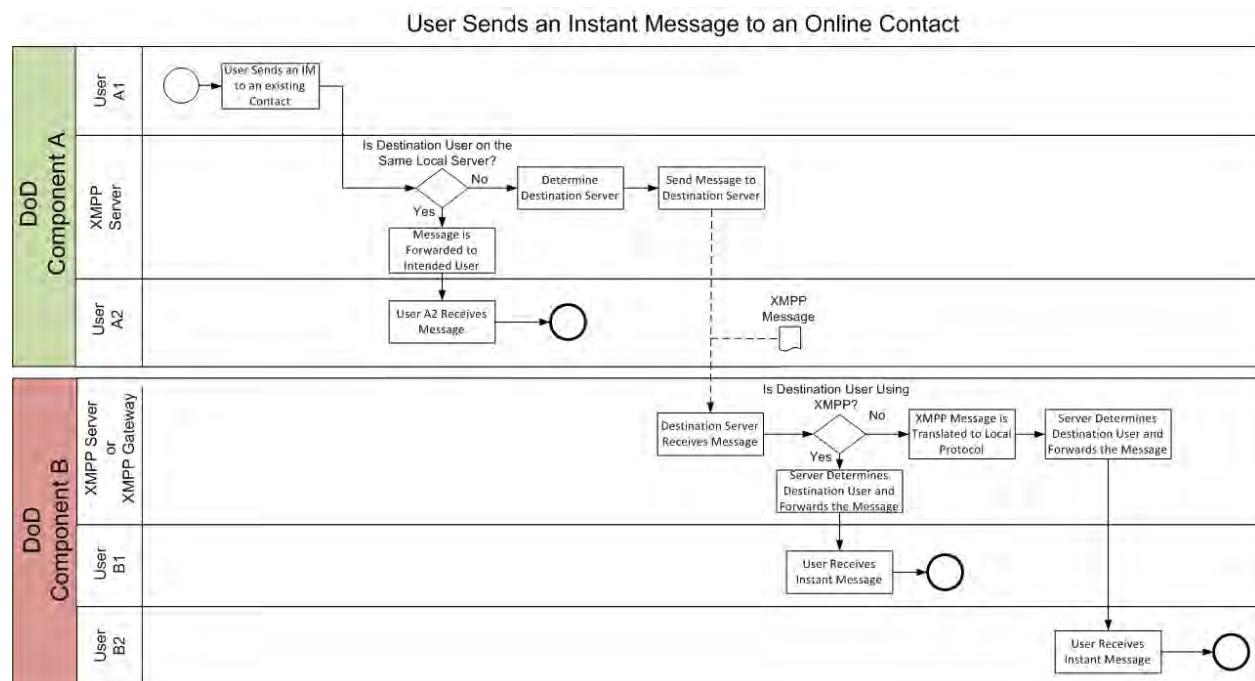 User Sends an Instant Message to an Online Contact
DoD
Component A
User
A1
User Sends an IM
to an existing
Contact
XMPP
Server
Is Destination User on the
Same Local Server?
No
Yes
Determine
Destination Server
Send Message to
Destination Server
Message is
Forwarded to
Intended User
User
A2
User A2 Receives
Message
XMPP
Message
DoD
Component B
XMPP Server
or
XMPP Gateway
Destination Server
Receives Message
Is Destination User Using
XMPP?
No
Yes
XMPP Message is
Translated to Local
Protocol
Server Determines
Destination User and
Forwards the Message
Server Determines
Destination User and
Forwards the Message
User
B1
User Receives
Instant Message
User
B2
User Receives
Instant Message